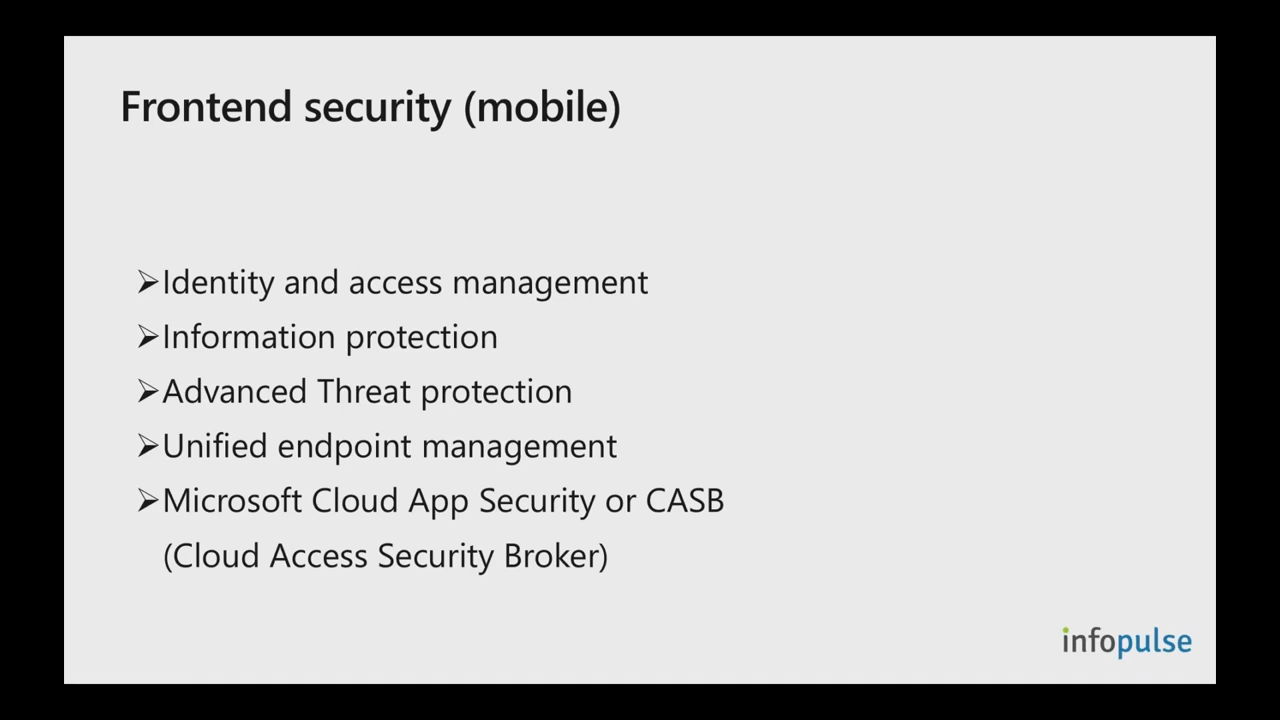 Frontend security (mobile)
➢Identity and access management
➢Information protection
➢Advanced Threat protection
➢Unified endpoint management
➢Microsoft Cloud App Security or CASB
(Cloud Access Security Broker)
infopulse